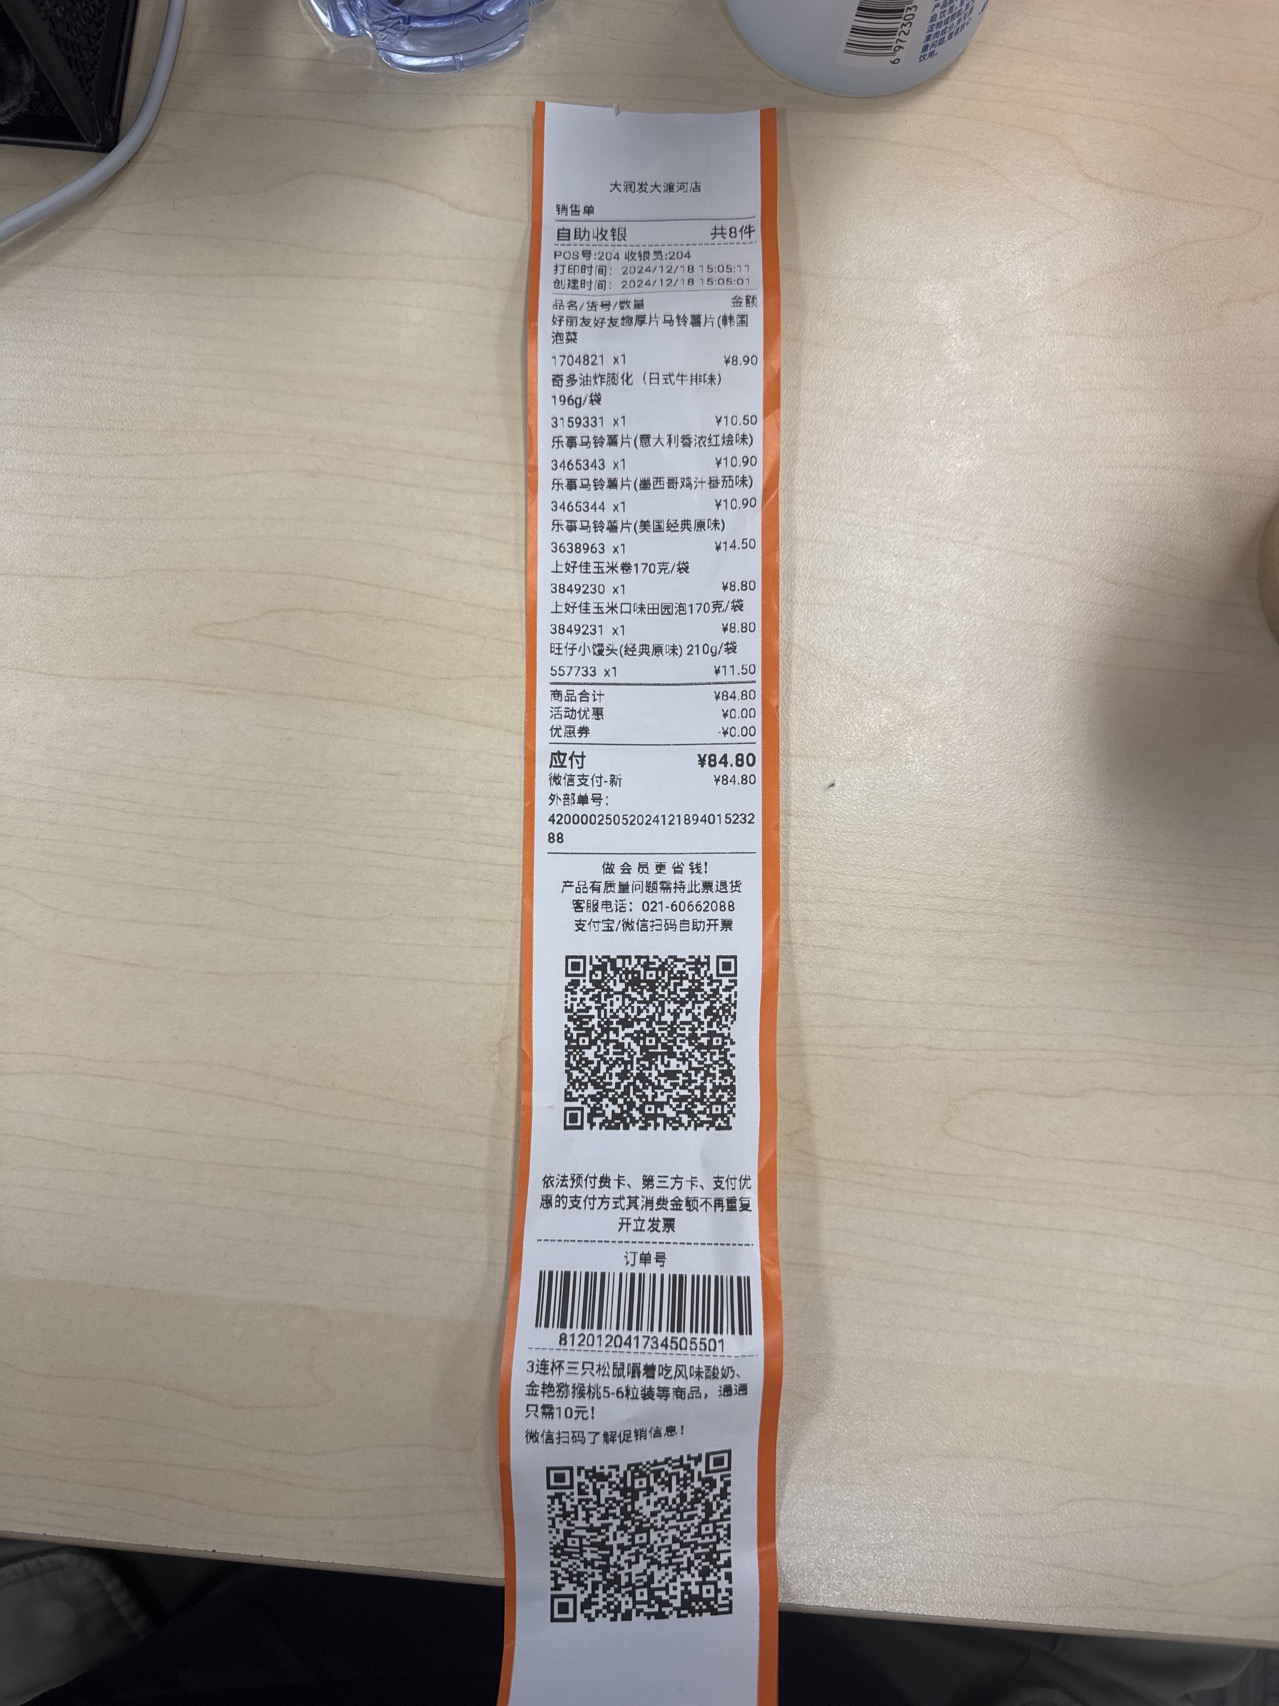 6 972303
大润发大渡河店
销售单
自助收银 共8件
POS号:204 收银员:204
打印时间: 2024/12/18 15:05:11
创建时间: 2024/12/18 15:05:01
品名/货号/数量 金额
好丽友好友趣厚片马铃薯片(韩国
泡菜
1704821 x1 ¥8.90
奇多油炸膨化（日式牛排味）
196g/袋
3159331 x1 ¥10.50
乐事马铃薯片(意大利香浓红烩味)
3465343 x1 ¥10.90
乐事马铃薯片(墨西哥鸡汁番茄味)
3465344 x1 ¥10.90
乐事马铃薯片(美国经典原味)
3638963 x1 ¥14.50
上好佳玉米卷170克/袋
3849230 x1 ¥8.80
上好佳玉米口味田园泡170克/袋
3849231 x1 ¥8.80
旺仔小馒头(经典原味) 210g/袋
557733 x1 ¥11.50
商品合计 ¥84.80
活动优惠 ¥0.00
优惠券 -¥0.00
应付 ¥84.80
微信支付-新 ¥84.80
外部单号:
42000025052024121894015232
88
做会员更省钱!
产品有质量问题需持此票退货
客服电话: 021-60662088
支付宝/微信扫码自助开票
依法预付费卡、第三方卡、支付优
惠的支付方式其消费金额不再重复
开立发票
订单号
812012041734505501
3连杯三只松鼠嚼着吃风味酸奶、
金艳猕猴桃5-6粒装等商品，通通
只需10元!
微信扫码了解促销信息!